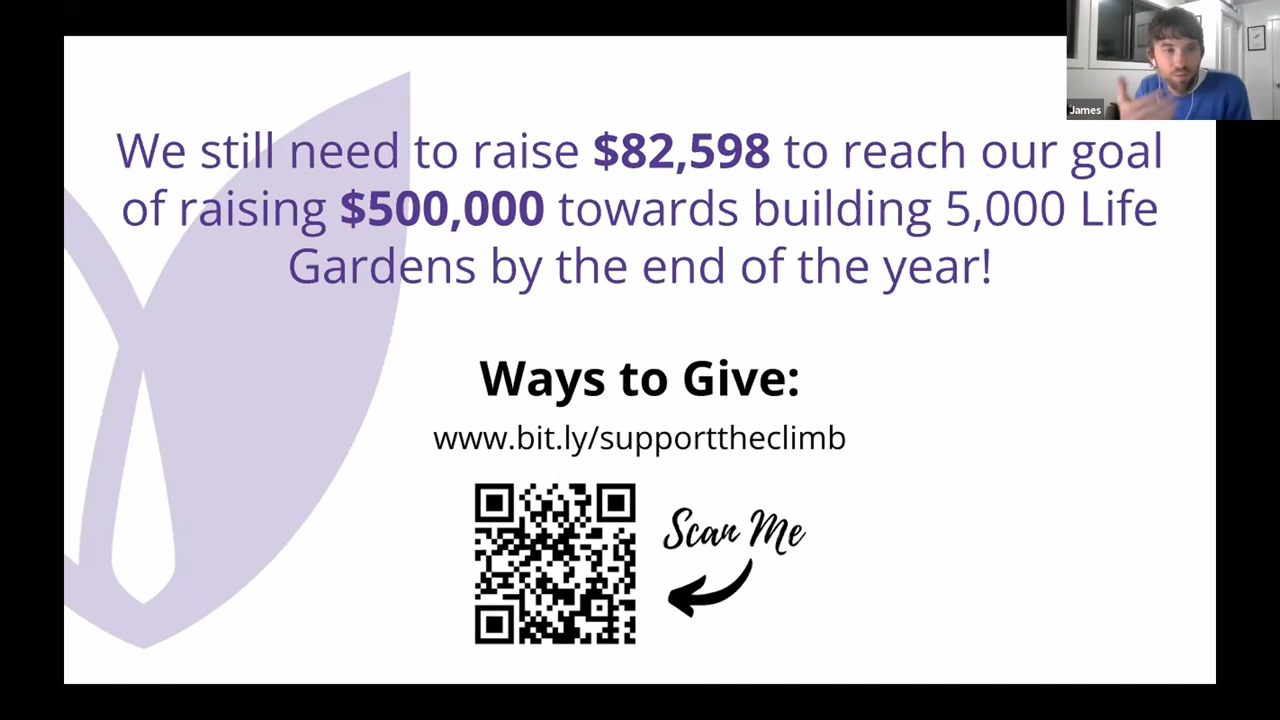 James
We still need to raise $82,598 to reach our goal
of raising $500,000 towards building 5,000 Life
Gardens by the end of the year!
Ways to Give:
www.bit.ly/supporttheclimb
Scan Me